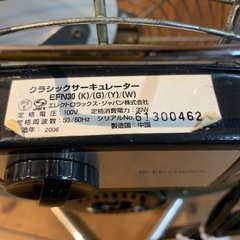 クラシックサーキュレーター
EFN30 (K)/(G)/(Y)/(W)
エレクトロラックス・ジャパン株式会社
定格電圧:100V 定格消費電力:30W
定格周波数:50/60Hz シリアルNo. 61300462
製造年:2006 製造国:中国
Electrolux